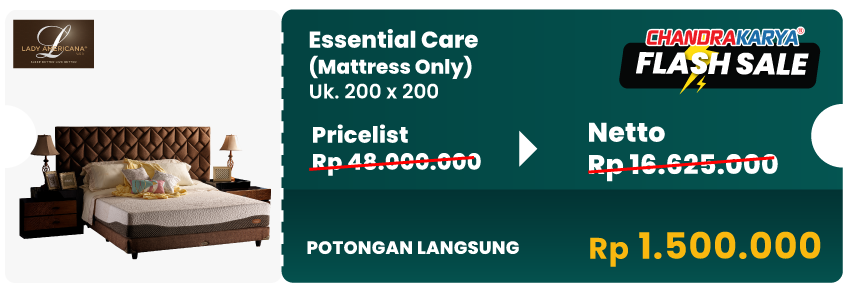 LADY AMERICANA®
Essential Care
(Mattress Only)
Uk. 200 x 200
CHANDRAKARYA®
FLASH SALE
Pricelist
Rp 48.000.000
Netto
Rp 16.625.000
POTONGAN LANGSUNG
Rp 1.500.000